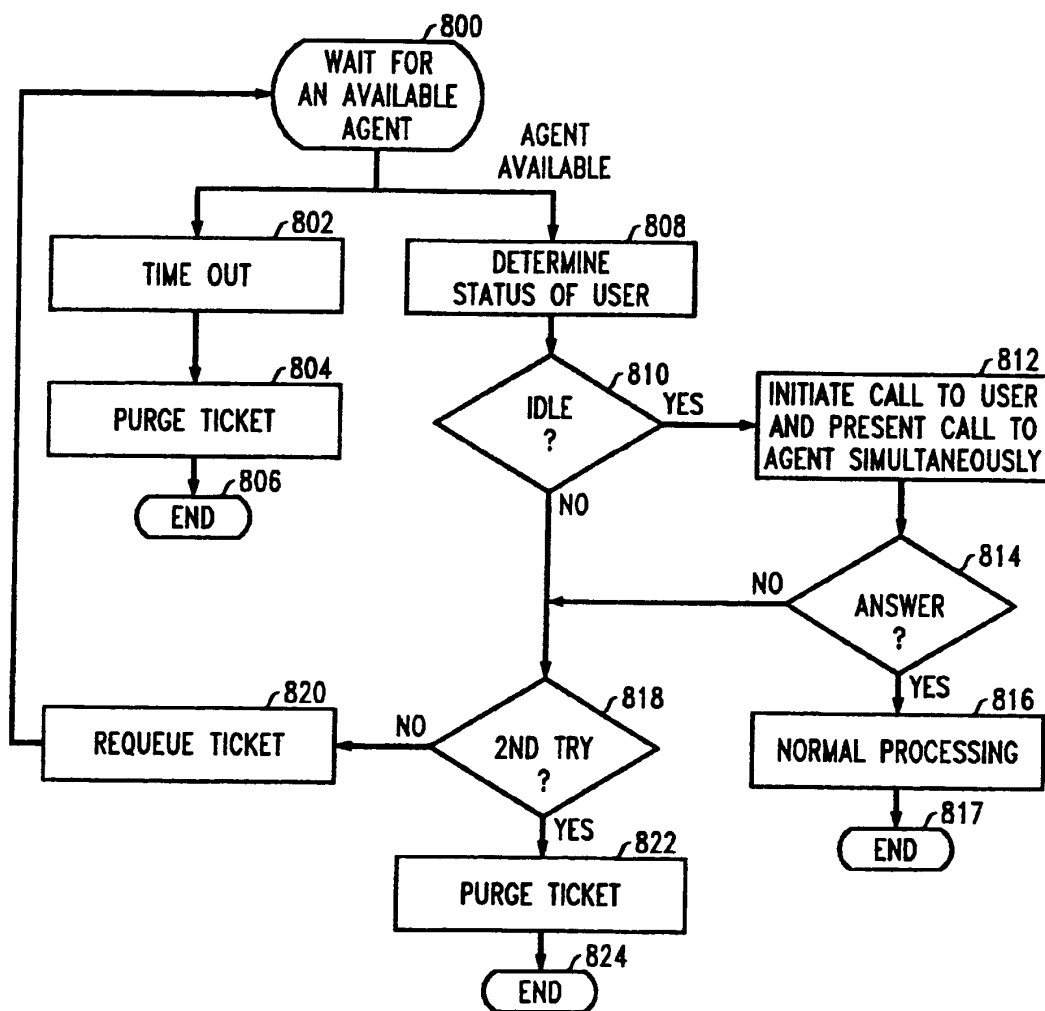 800
WAIT FOR
AN AVAILABLE
AGENT
AGENT
AVAILABLE
802
TIME OUT
808
DETERMINE
STATUS OF USER
804
PURGE TICKET
806
END
810
IDLE
?
YES
NO
812
INITIATE CALL TO USER
AND PRESENT CALL TO
AGENT SIMULTANEOUSLY
814
ANSWER
?
NO
YES
816
NORMAL PROCESSING
817
END
818
2ND TRY
?
NO
YES
820
REQUEUE TICKET
822
PURGE TICKET
824
END